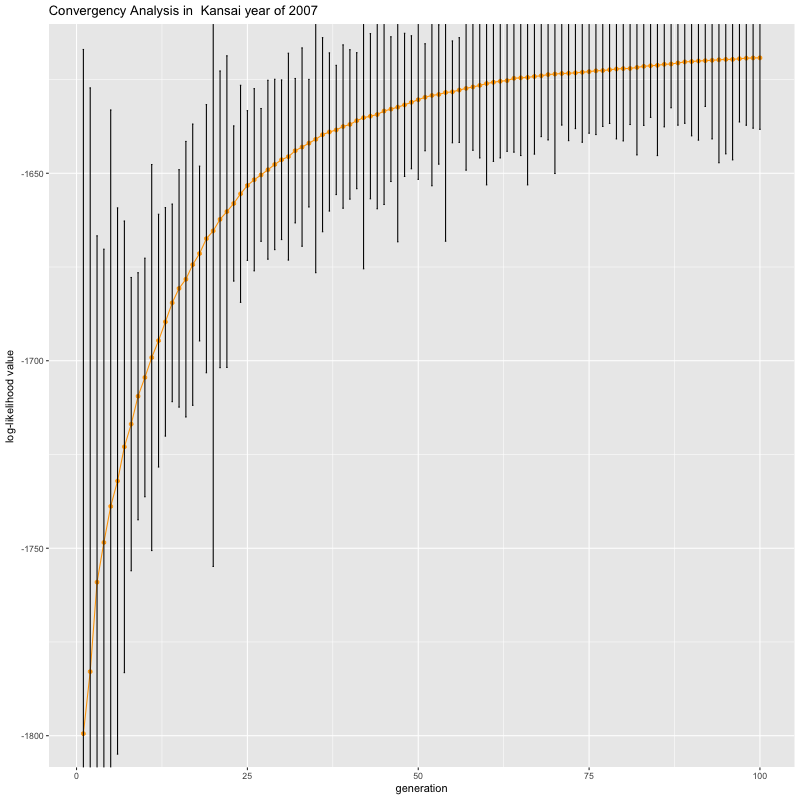 Convergency Analysis in  Kansai year of 2007
log-likelihood value
-1650
-1700
-1750
-1800
0 25 50 75 100
generation